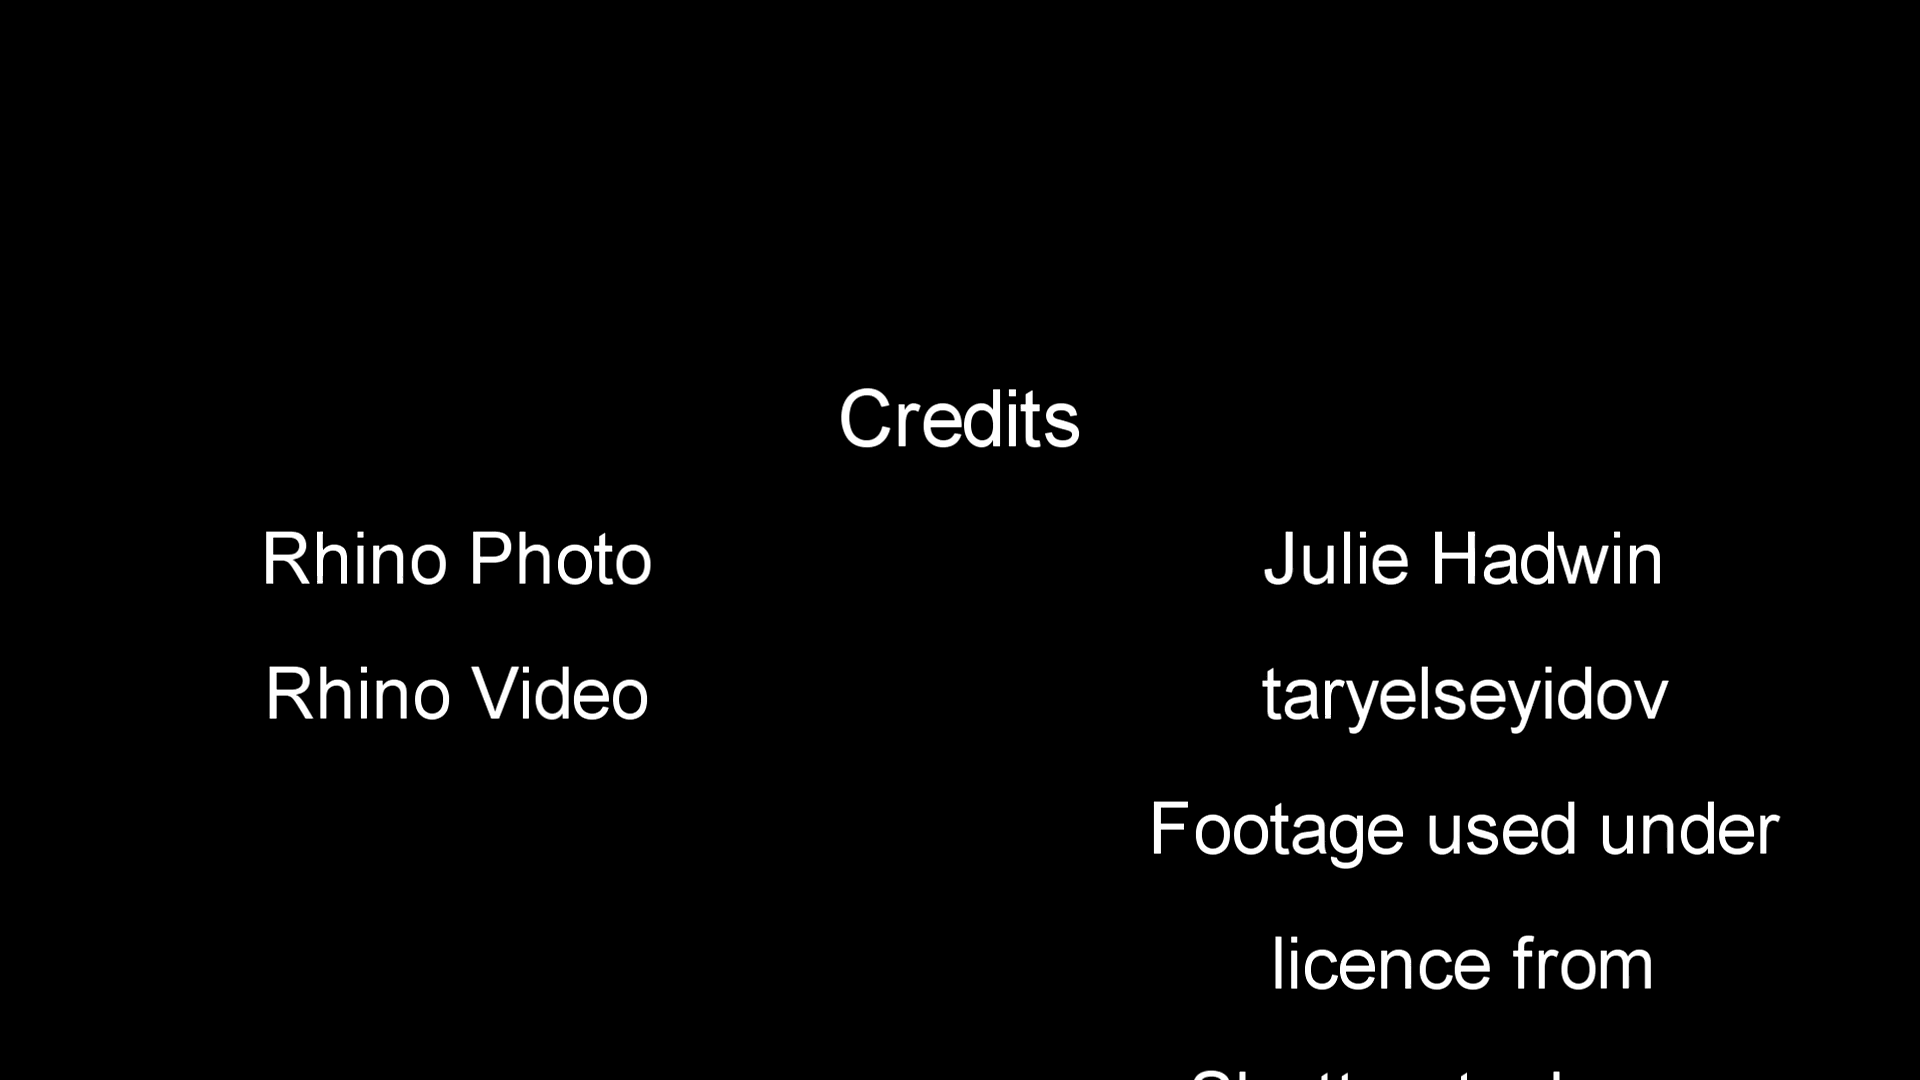 Credits
Rhino Photo Julie Hadwin
Rhino Video taryelseyidov
Footage used under
licence from